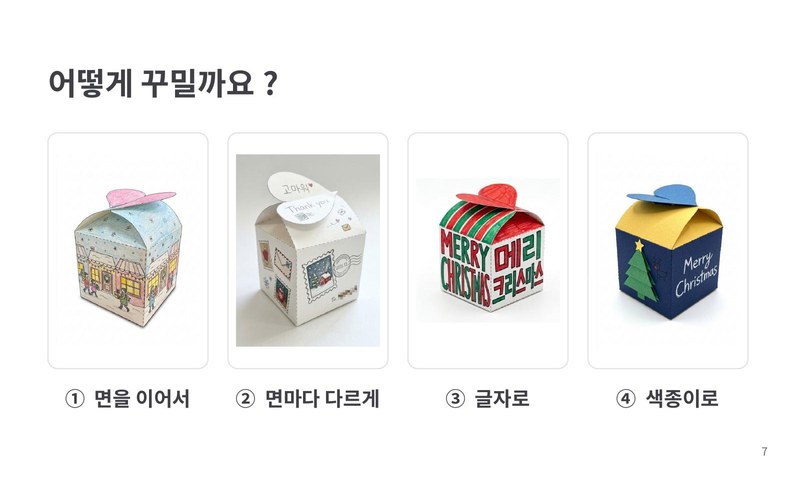 어떻게 꾸밀까요 ?
고마워
Thank you
MERRY
CHRISTMAS
메리
크리스마스
Merry
Christmas
① 면을 이어서
② 면마다 다르게
③ 글자로
④ 색종이로
7